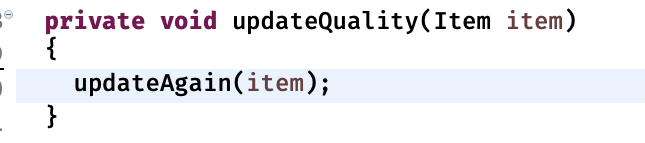 private void updateQuality(Item item)
{
updateAgain(item);
}